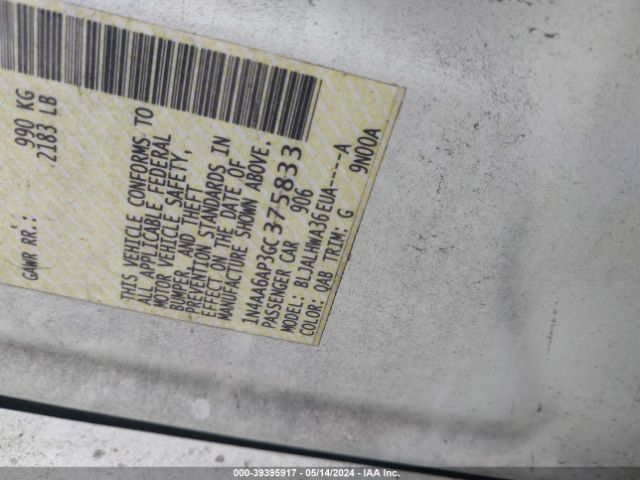 GAWR RR.: 990 KG
2183 LB
THIS VEHICLE CONFORMS TO
ALL APPLICABLE FEDERAL
MOTOR VEHICLE SAFETY,
BUMPER, AND THEFT
PREVENTION STANDARDS IN
EFFECT ON THE DATE OF
MANUFACTURE SHOWN ABOVE.
1N4AA6AP3GC375833
PASSENGER CAR 906
MODEL: BLJALHWA36EUA----A
COLOR: QAB TRIM: G 9N00A
000-39395917 - 05/14/2024 - IAA Inc.